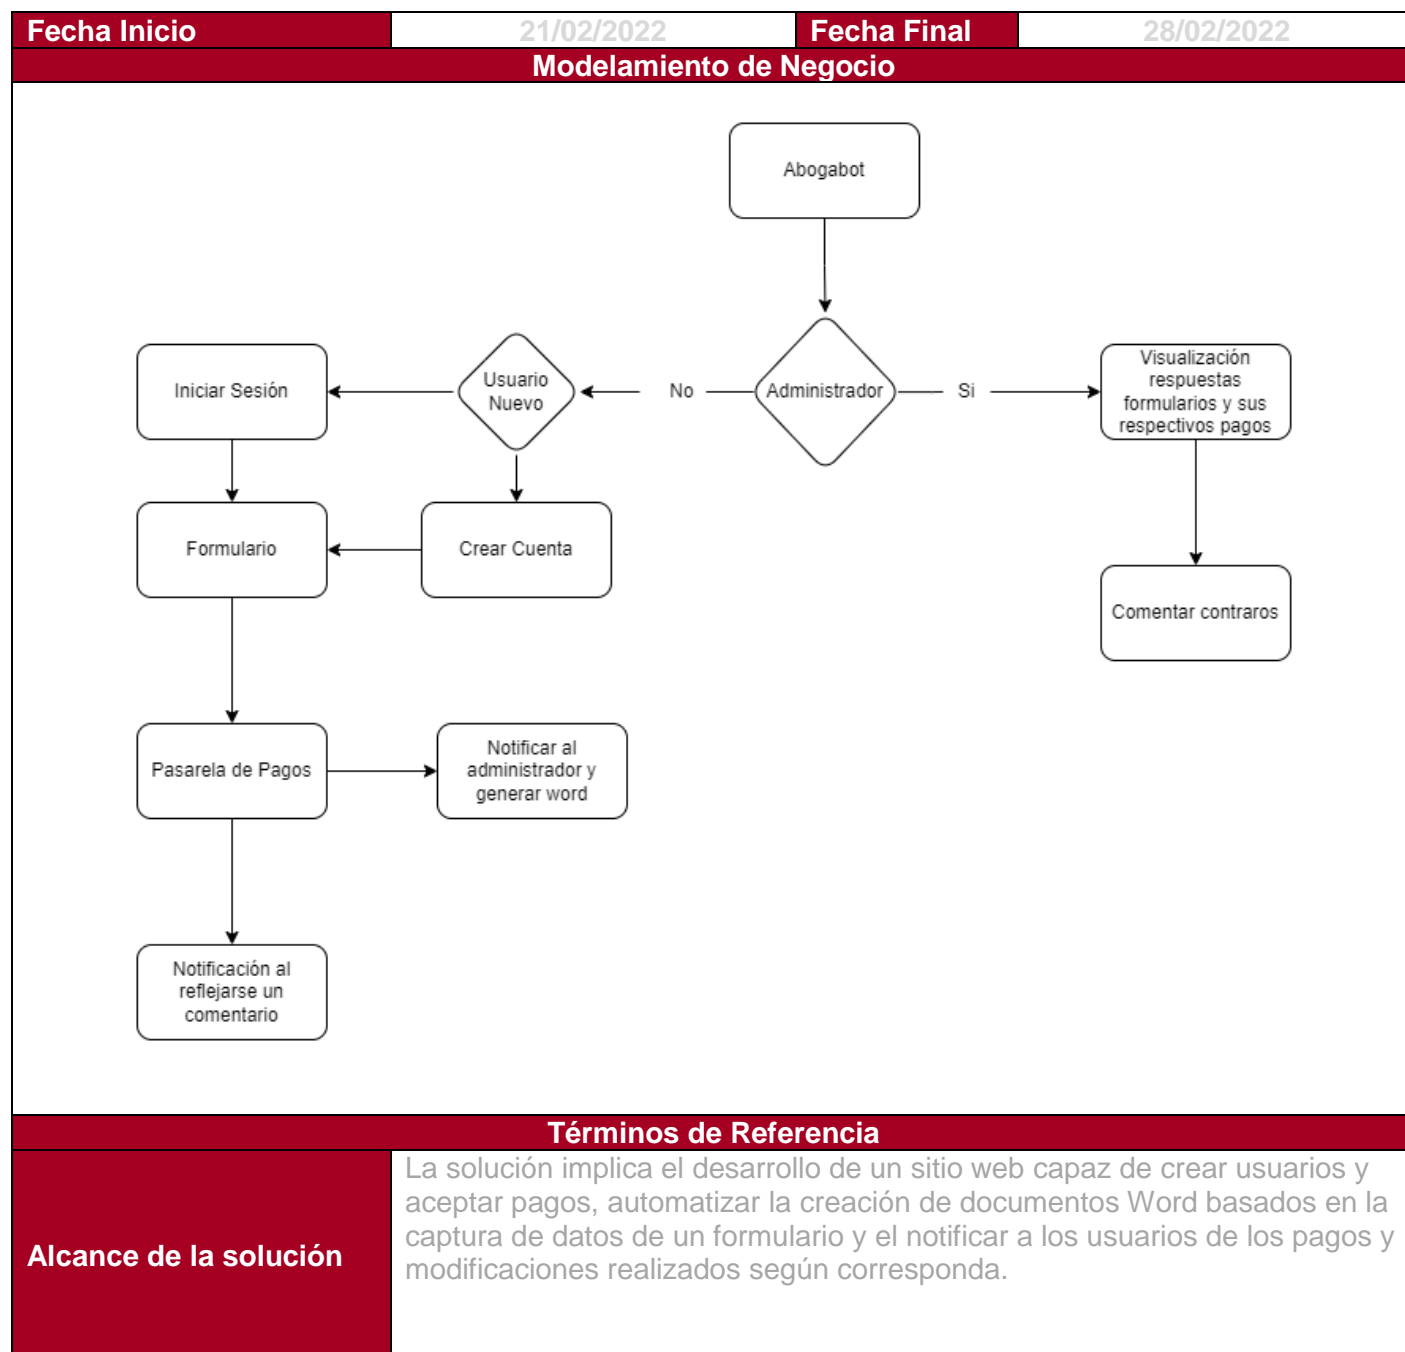 Fecha Inicio 21/02/2022 Fecha Final 28/02/2022
Modelamiento de Negocio
Abogabot
Administrador
No
Si
Usuario
Nuevo
Iniciar Sesión
Visualización
respuestas
formularios y sus
respectivos pagos
Formulario
Crear Cuenta
Comentar contraros
Pasarela de Pagos
Notificar al
administrador y
generar word
Notificación al
reflejarse un
comentario
Términos de Referencia
Alcance de la solución
La solución implica el desarrollo de un sitio web capaz de crear usuarios y
aceptar pagos, automatizar la creación de documentos Word basados en la
captura de datos de un formulario y el notificar a los usuarios de los pagos y
modificaciones realizados según corresponda.